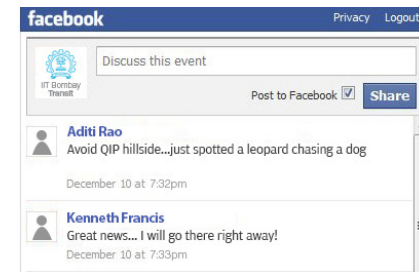 facebook
Privacy Logout
Discuss this event
IIT Bombay
Transit
Post to Facebook
Share
Aditi Rao
Avoid QIP hillside...just spotted a leopard chasing a dog
December 10 at 7:32pm
Kenneth Francis
Great news... I will go there right away!
December 10 at 7:33pm